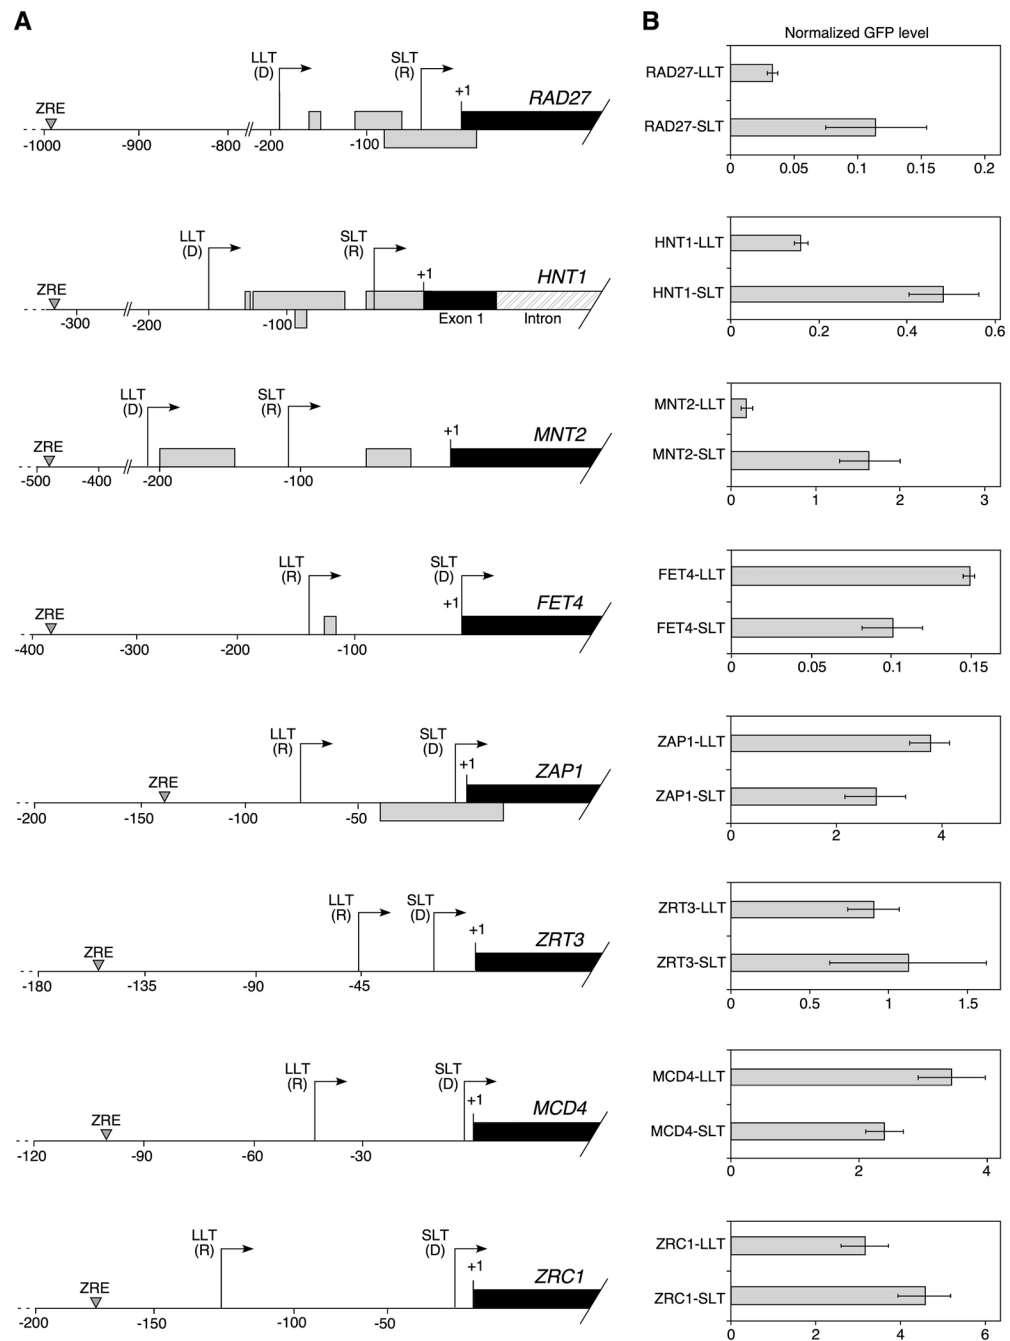 A
B
Normalized GFP level
LLT
(D)
SLT
(R)
ZRE
+1
RAD27
-1000 -900 -800 -200 -100
RAD27-LLT
RAD27-SLT
0 0.05 0.1 0.15 0.2
LLT
(D)
SLT
(R)
ZRE
+1
HNT1
-300 -200 -100
Exon 1 Intron
HNT1-LLT
HNT1-SLT
0 0.2 0.4 0.6
LLT
(D)
SLT
(R)
ZRE
+1
MNT2
-500 -400 -200 -100
MNT2-LLT
MNT2-SLT
0 1 2 3
LLT
(R)
SLT
(D)
ZRE
+1
FET4
-400 -300 -200 -100
FET4-LLT
FET4-SLT
0 0.05 0.1 0.15
LLT
(R)
SLT
(D)
ZRE
+1
ZAP1
-200 -150 -100 -50
ZAP1-LLT
ZAP1-SLT
0 2 4
LLT
(R)
SLT
(D)
ZRE
+1
ZRT3
-180 -135 -90 -45
ZRT3-LLT
ZRT3-SLT
0 0.5 1 1.5
LLT
(R)
SLT
(D)
ZRE
+1
MCD4
-120 -90 -60 -30
MCD4-LLT
MCD4-SLT
0 2 4
LLT
(R)
SLT
(D)
ZRE
+1
ZRC1
-200 -150 -100 -50
ZRC1-LLT
ZRC1-SLT
0 2 4 6